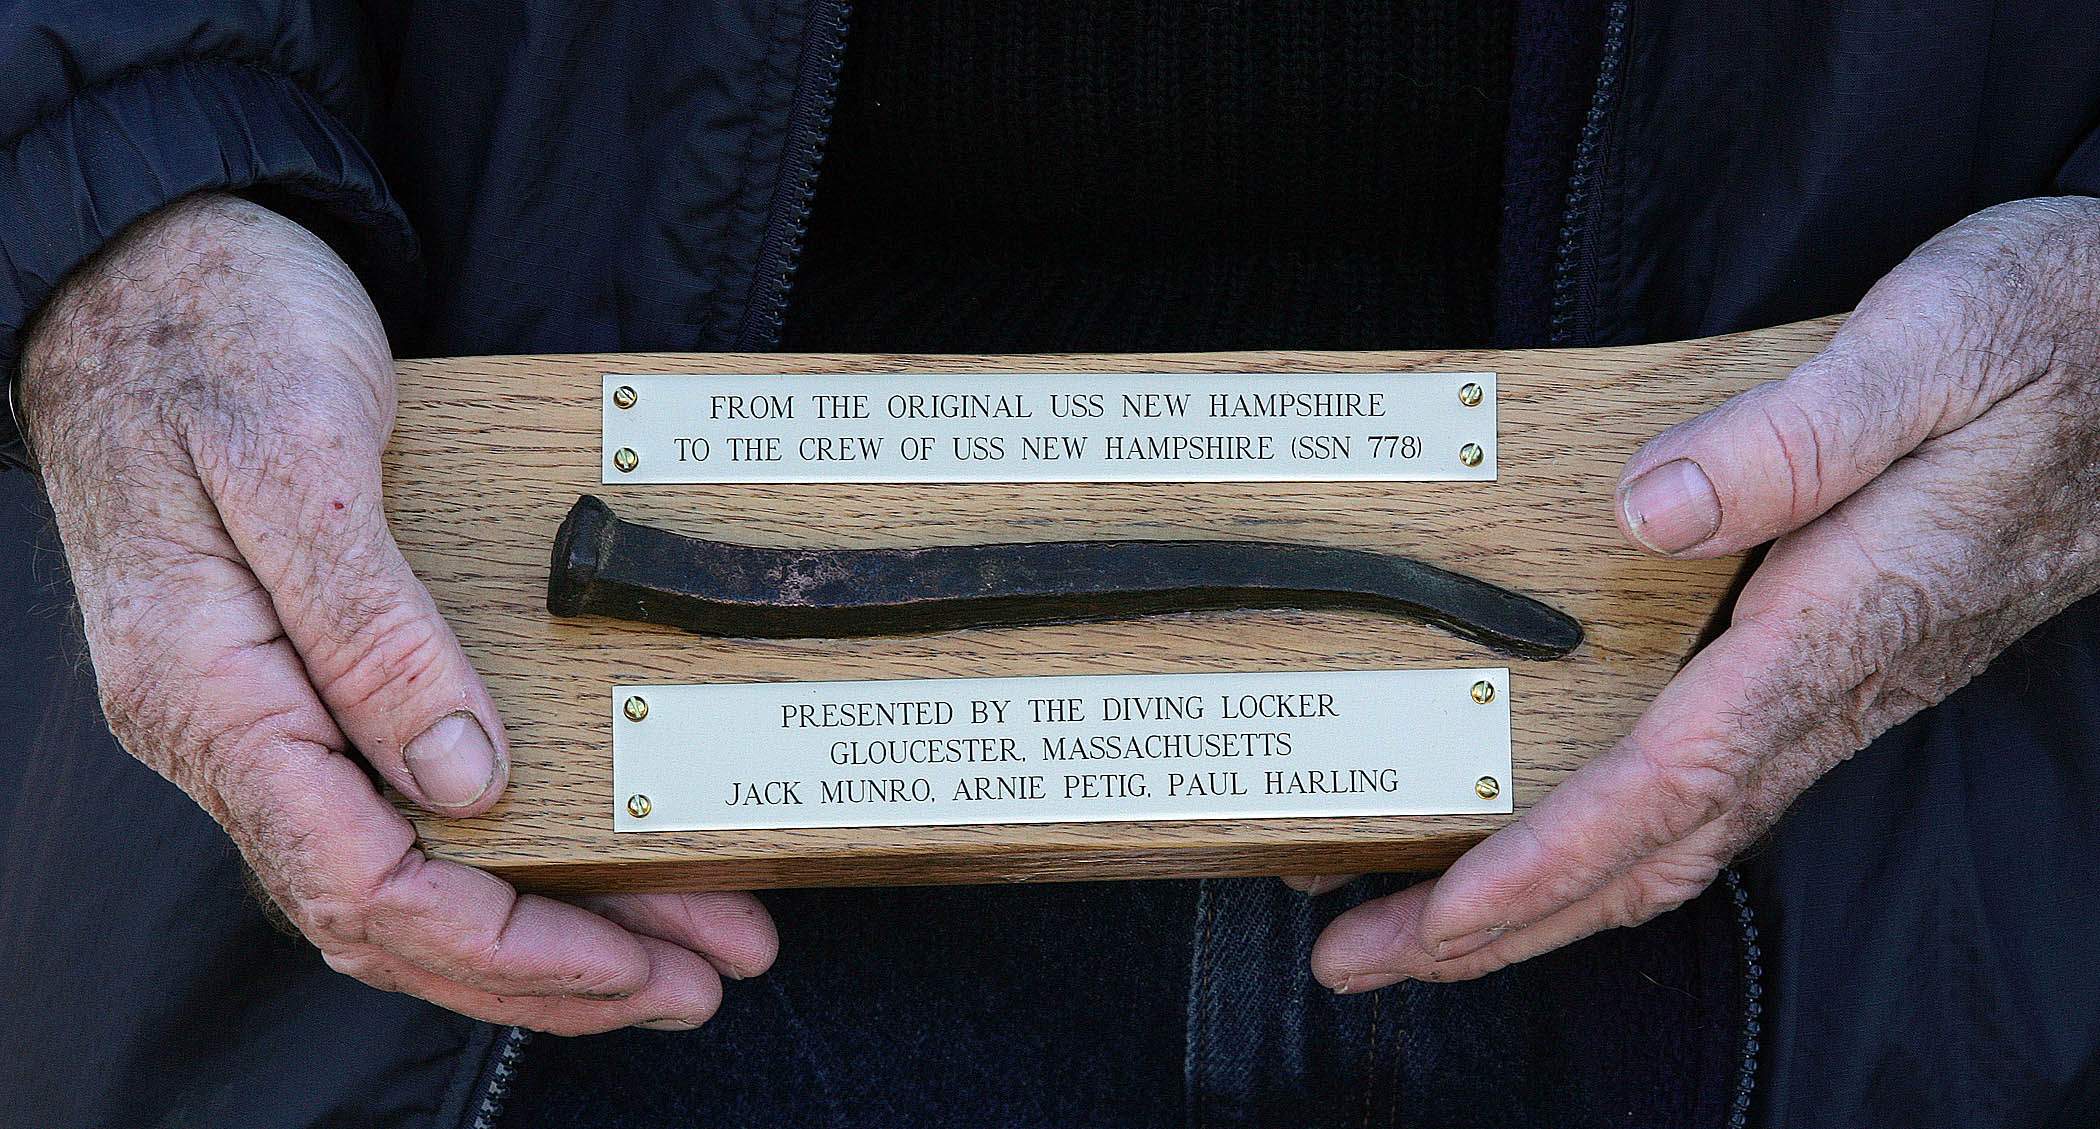 FROM THE ORIGINAL USS NEW HAMPSHIRE
TO THE CREW OF USS NEW HAMPSHIRE (SSN 778)
PRESENTED BY THE DIVING LOCKER
GLOUCESTER, MASSACHUSETTS
JACK MUNRO, ARNIE PETIG, PAUL HARLING